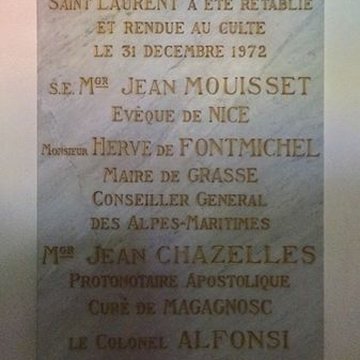 SAINT LAURENT A ÉTÉ RÉTABLIE
ET RENDUE AU CULTE
LE 31 DECEMBRE 1972
S.E. MGR JEAN MOUISSET
EVÊQUE DE NICE
MONSIEUR HERVE DE FONTMICHEL
MAIRE DE GRASSE
CONSEILLER GENERAL
DES ALPES-MARITIMES
MGR JEAN CHAZELLES
PROTONOTAIRE APOSTOLIQUE
CURÉ DE MAGAGNOSC
LE COLONEL ALFONSI